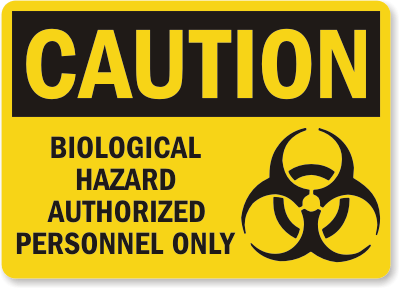 CAUTION
BIOLOGICAL
HAZARD
AUTHORIZED
PERSONNEL ONLY